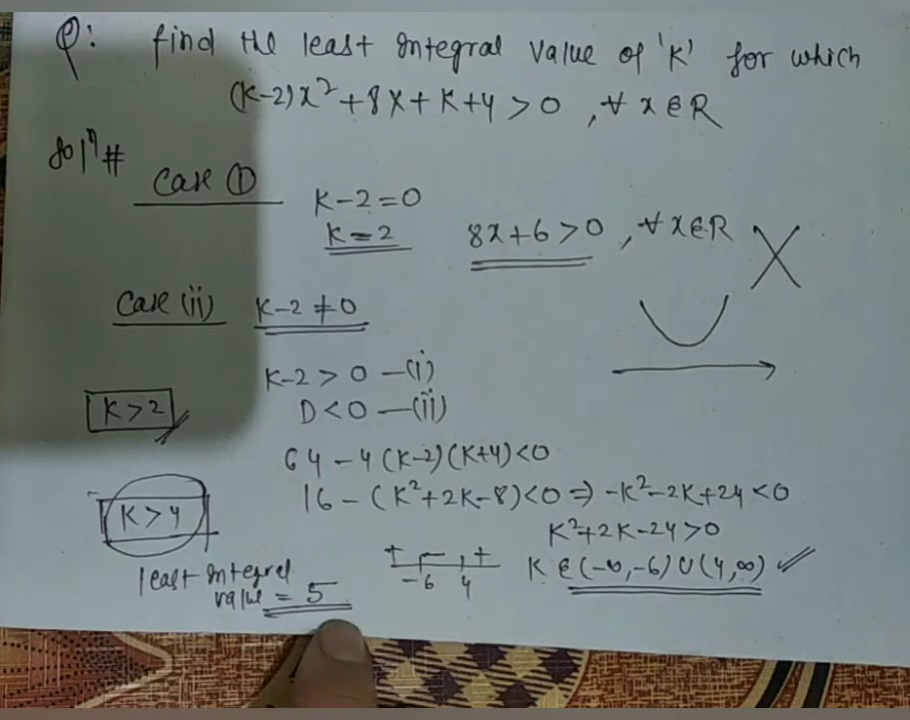 Q: find the least integral value of 'K' for which
(K-2)x²+8x+K+4>0 ,∀ x∈R
Solⁿ#
Case ①
K-2=0
K=2
8x+6>0 ,∀x∈R
Case (ii) K-2≠0
K-2>0 —(i)
D<0 —(ii)
K>2
64-4(K-2)(K+4)<0
16-(K²+2K-8)<0⇒-K²-2K+24<0
K²+2K-24>0
K>4
+ - +
-6 4
K∈(-∞,-6)∪(4,∞)
least integral
value = 5